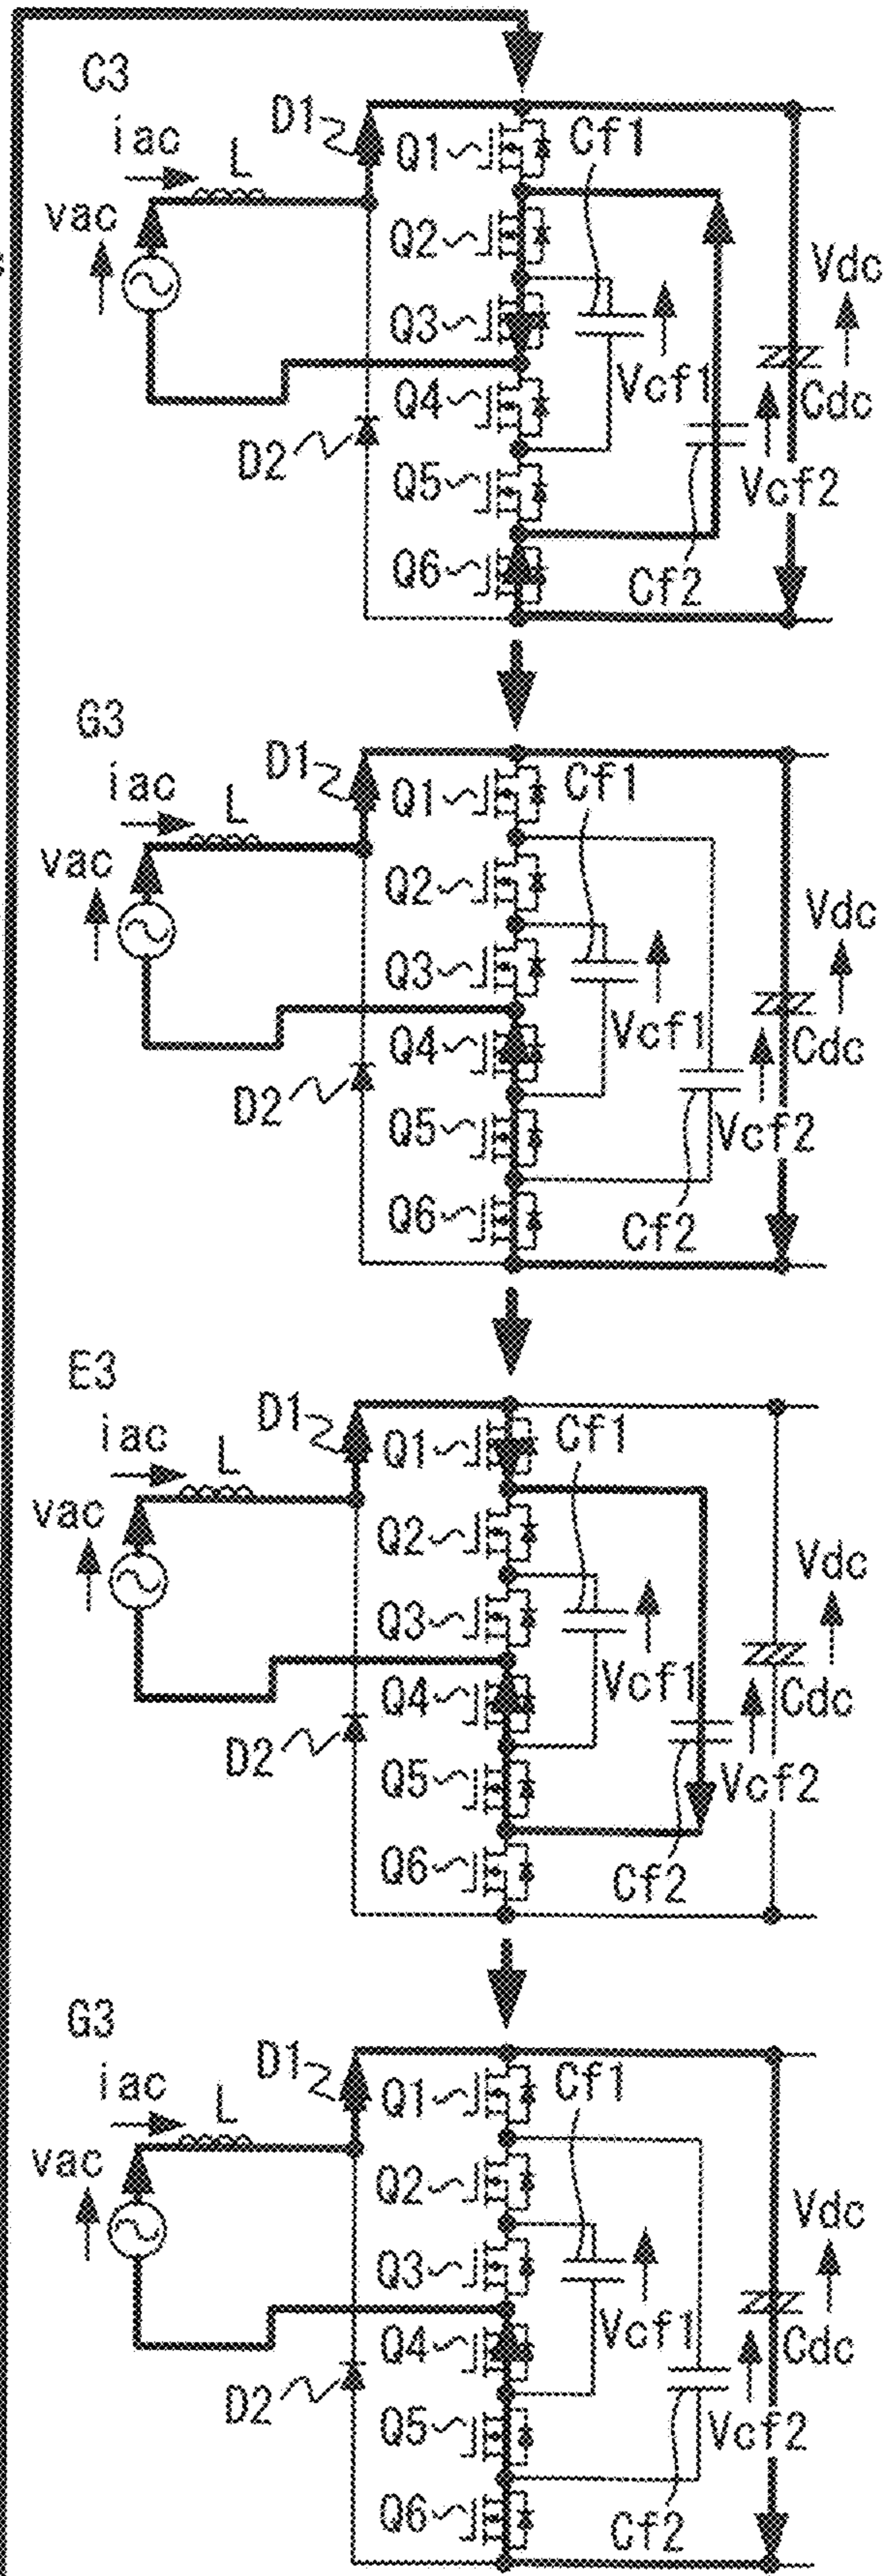 C3
D1
Cf1
iac
L
Q1
vac
Q2
Vdc
Q3
Vcf1
Q4
Cdc
D2
Q5
Vcf2
Q6
Cf2
G3
D1
Cf1
iac
L
Q1
vac
Q2
Vdc
Q3
Vcf1
Q4
Cdc
D2
Q5
Vcf2
Q6
Cf2
E3
D1
Cf1
iac
L
Q1
vac
Q2
Vdc
Q3
Vcf1
Q4
Cdc
D2
Q5
Vcf2
Q6
Cf2
G3
D1
Cf1
iac
L
Q1
vac
Q2
Vdc
Q3
Vcf1
Q4
Cdc
D2
Q5
Vcf2
Q6
Cf2